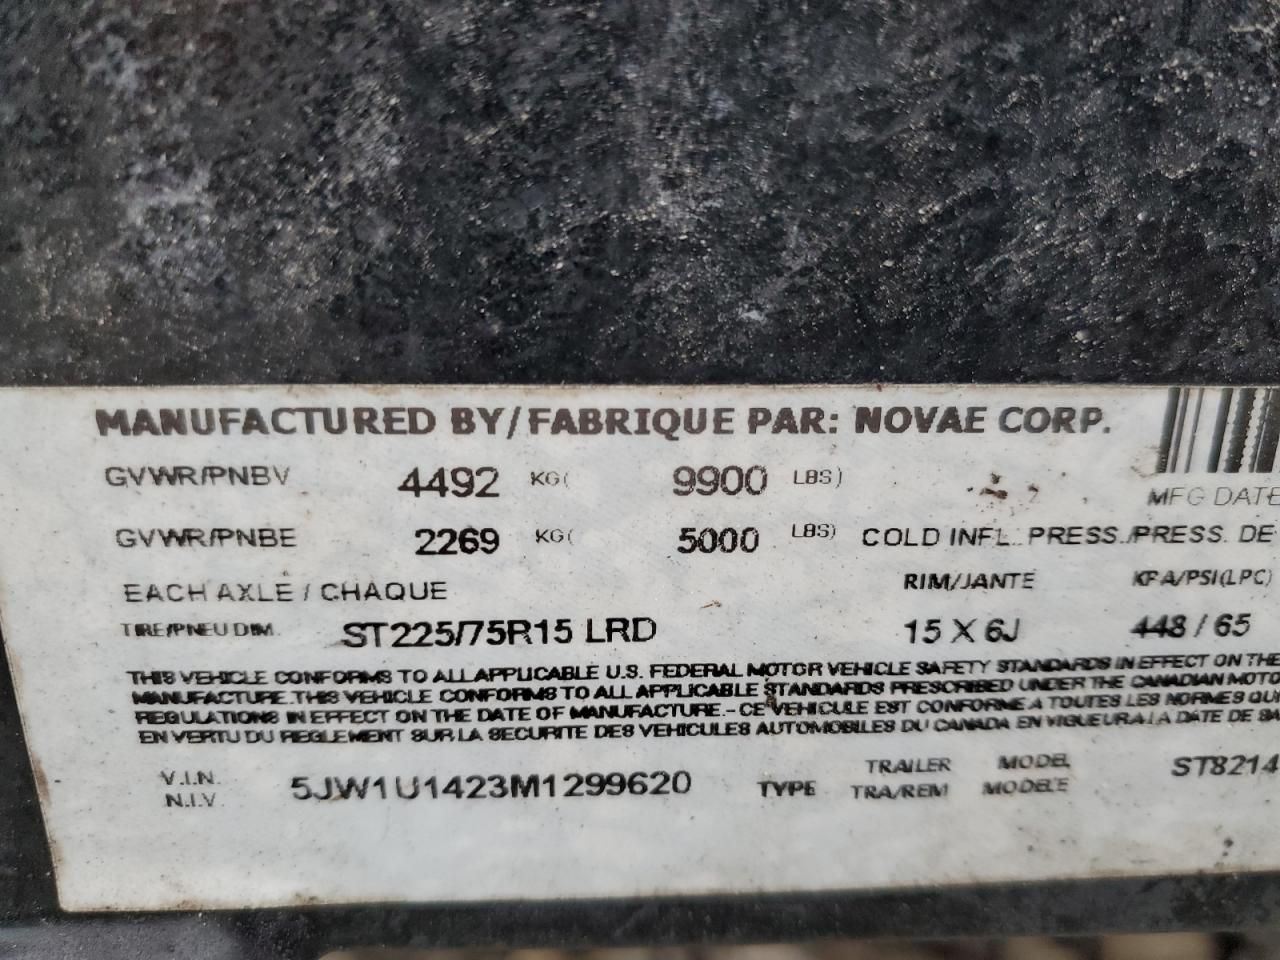 MANUFACTURED BY/FABRIQUE PAR: NOVAE CORP.
GVWR/PNBV 4492 KG( 9900 LBS)
MFG DATE
GVWR/PNBE 2269 KG( 5000 LBS) COLD INFL. PRESS./PRESS. DE
EACH AXLE / CHAQUE RIM/JANTE KPA/PSI(LPC)
TIRE/PNEU DIM. ST225/75R15 LRD 15 X 6J 448 / 65
THIS VEHICLE CONFORMS TO ALL APPLICABLE U.S. FEDERAL MOTOR VEHICLE SAFETY STANDARDS IN EFFECT ON THE
MANUFACTURE. THIS VEHICLE CONFORMS TO ALL APPLICABLE STANDARDS PRESCRIBED UNDER THE CANADIAN MOTO
REGULATIONS IN EFFECT ON THE DATE OF MANUFACTURE. - CE VEHICULE EST CONFORME A TOUTES LES NORMES QU
EN VERTU DU REGLEMENT SUR LA SECURITE DES VEHICULES AUTOMOBILES DU CANADA EN VIGUEUR A LA DATE DE SA
V.I.N. 5JW1U1423M1299620 TYPE TRAILER MODEL ST8214
N.I.V. TRA/REM MODELE